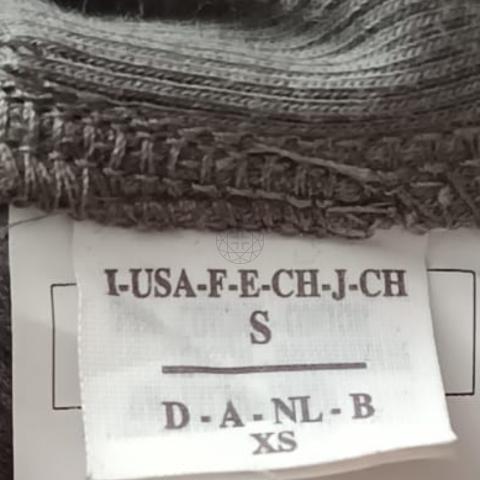 I-USA-F-E-CH-J-CH
S
D - A - NL - B
XS